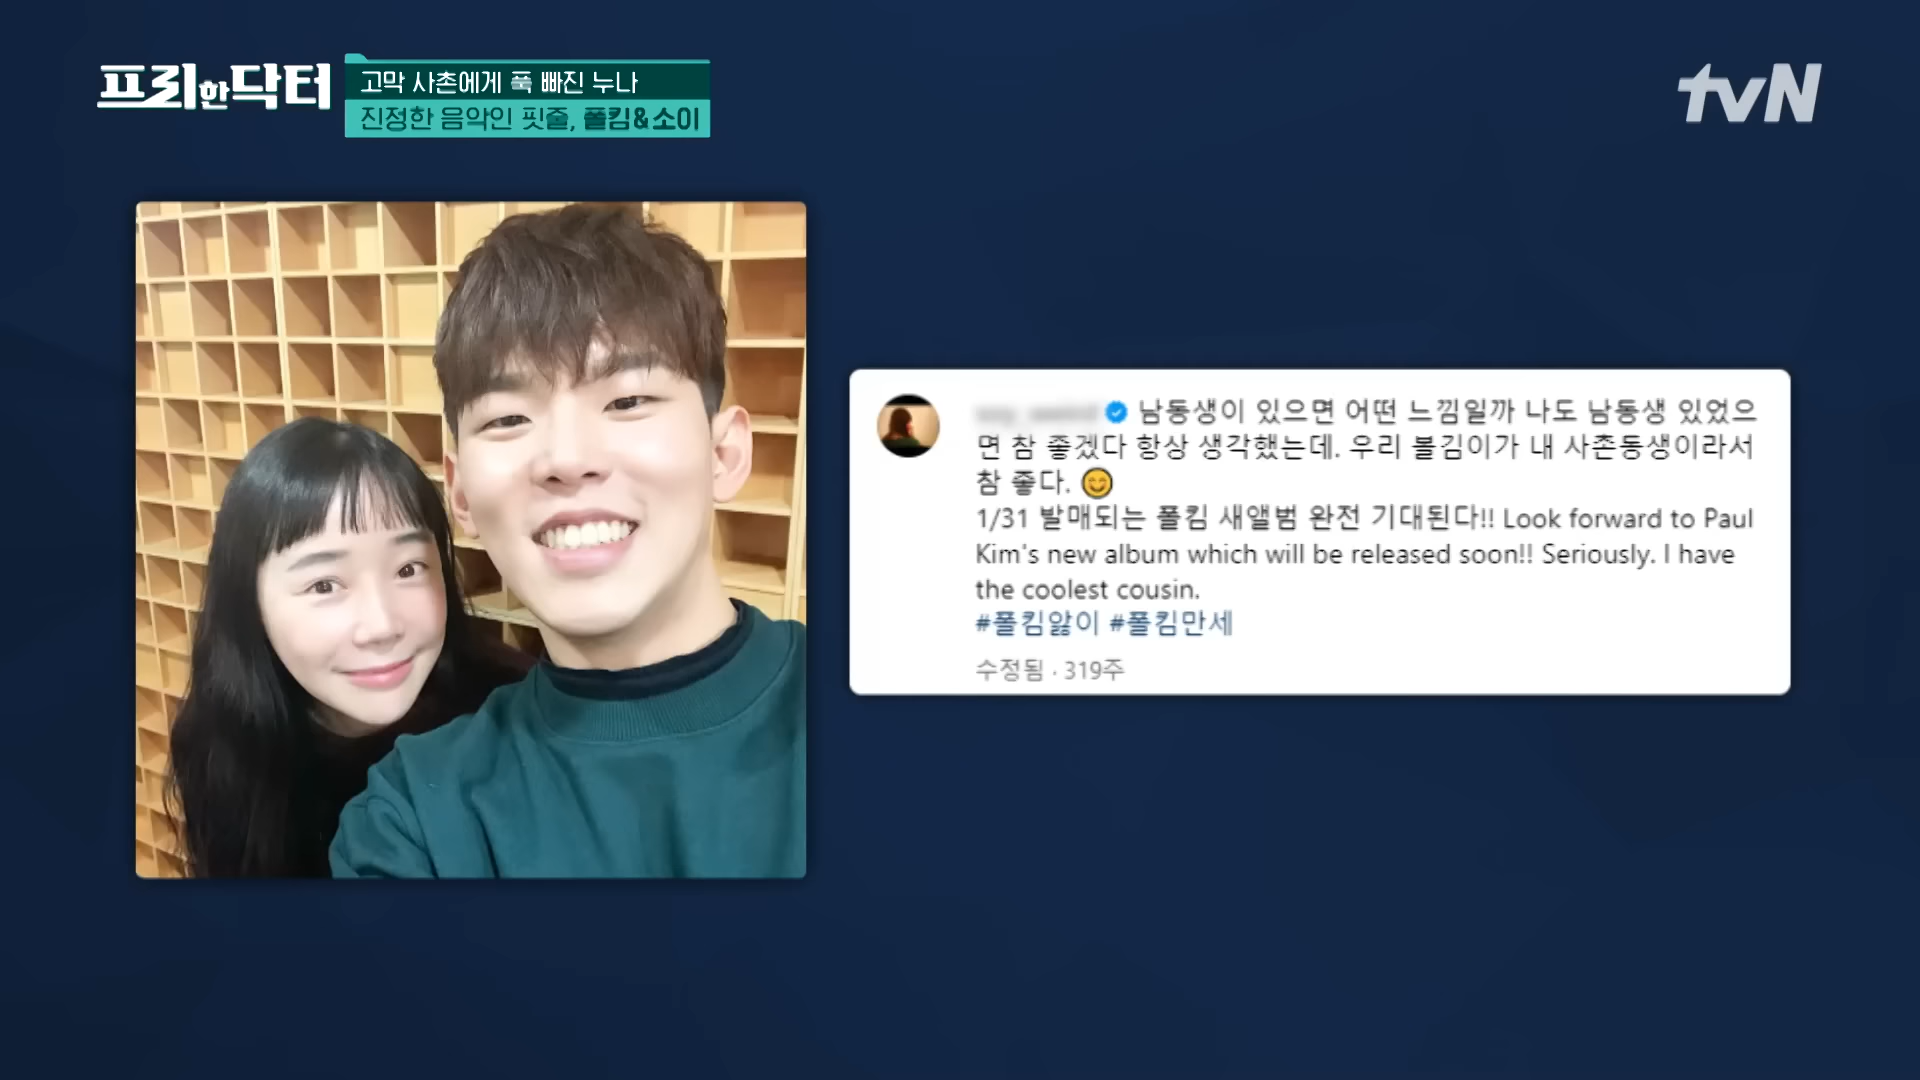 프리한닥터
고막 사촌에게 푹 빠진 누나
진정한 음악인 핏줄, 폴킴&소이
tvN
남동생이 있으면 어떤 느낌일까 나도 남동생 있었으
면 참 좋겠다 항상 생각했는데. 우리 볼김이가 내 사촌동생이라서
참 좋다. 😊
1/31 발매되는 폴킴 새앨범 완전 기대된다!! Look forward to Paul
Kim's new album which will be released soon!! Seriously. I have
the coolest cousin.
#폴킴앓이 #폴킴만세
수정됨 · 319주